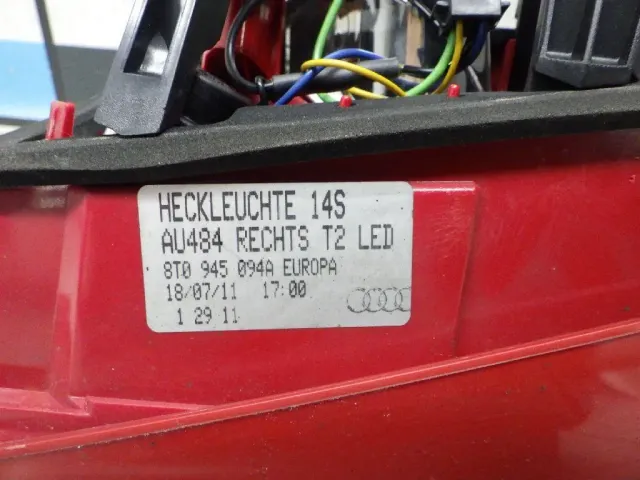 HECKLEUCHTE 14S
AU484 RECHTS T2 LED
8T0 945 094A EUROPA
18/07/11 17:00
1 29 11